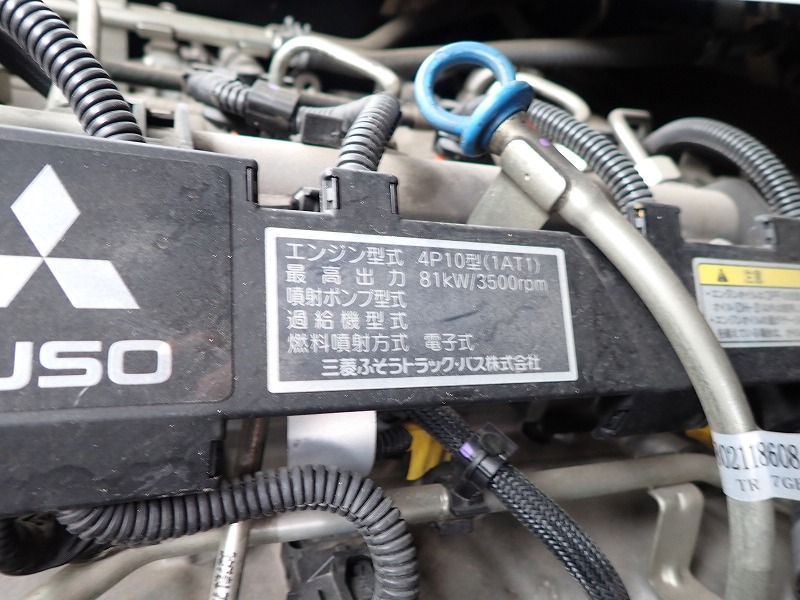 USO
エンジン型式 4P10型(1AT1)
最高出力 81kW/3500rpm
噴射ポンプ型式
過給機型式
燃料噴射方式 電子式
三菱ふそうトラック・バス株式会社
注意
02118608
TR 7GE